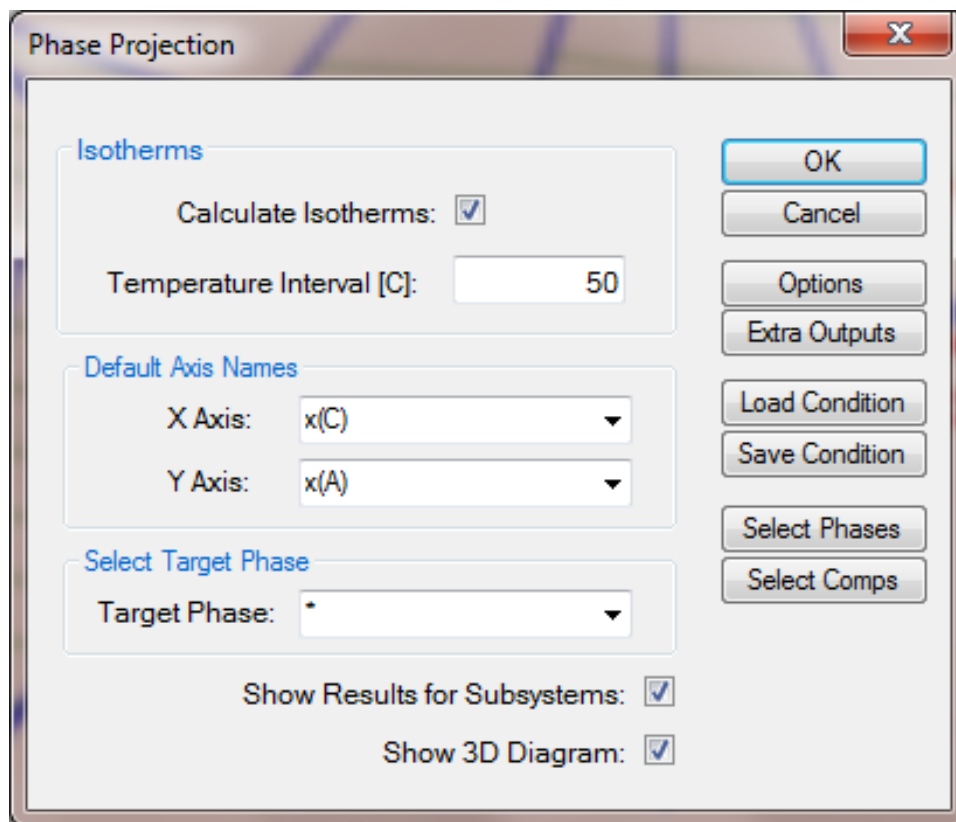 Phase Projection
Isotherms
Calculate Isotherms:
Temperature Interval [C]: 50
Default Axis Names
X Axis: x(C)
Y Axis: x(A)
Select Target Phase
Target Phase: *
Show Results for Subsystems:
Show 3D Diagram:
OK
Cancel
Options
Extra Outputs
Load Condition
Save Condition
Select Phases
Select Comps